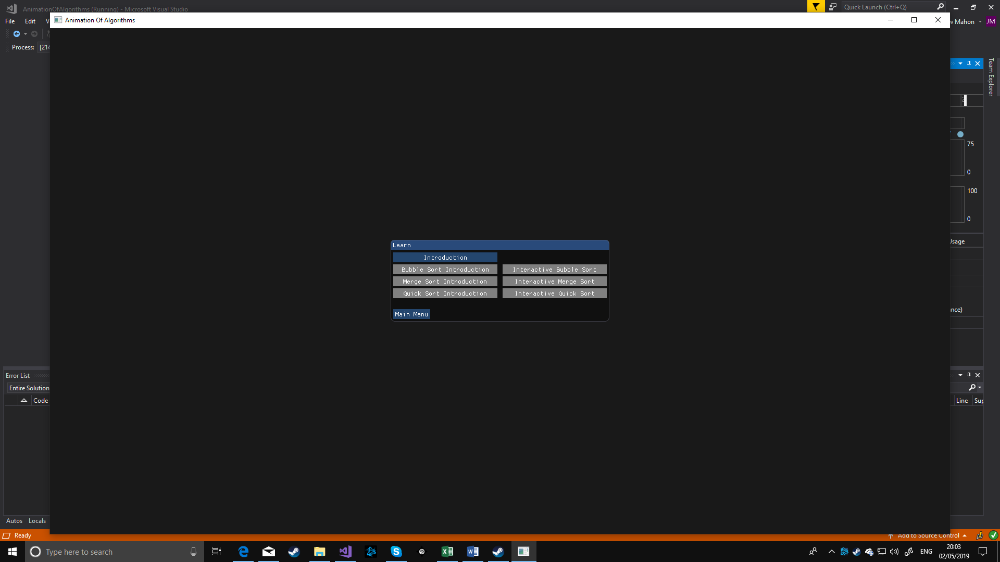 AnimationOfAlgorithms (Running) - Microsoft Visual Studio
Quick Launch (Ctrl+Q)
File Edit V
Animation Of Algorithms
w Mahon JM
Process: [214
Team Explorer
75
0
100
0
Usage
Learn
Introduction
Bubble Sort Introduction Interactive Bubble Sort
Merge Sort Introduction Interactive Merge Sort
Quick Sort Introduction Interactive Quick Sort
Main Menu
nce)
Error List
Entire Solution
Code
Line Sup
Autos Locals
Ready
Add to Source Control
Type here to search
ENG
20:03
02/05/2019